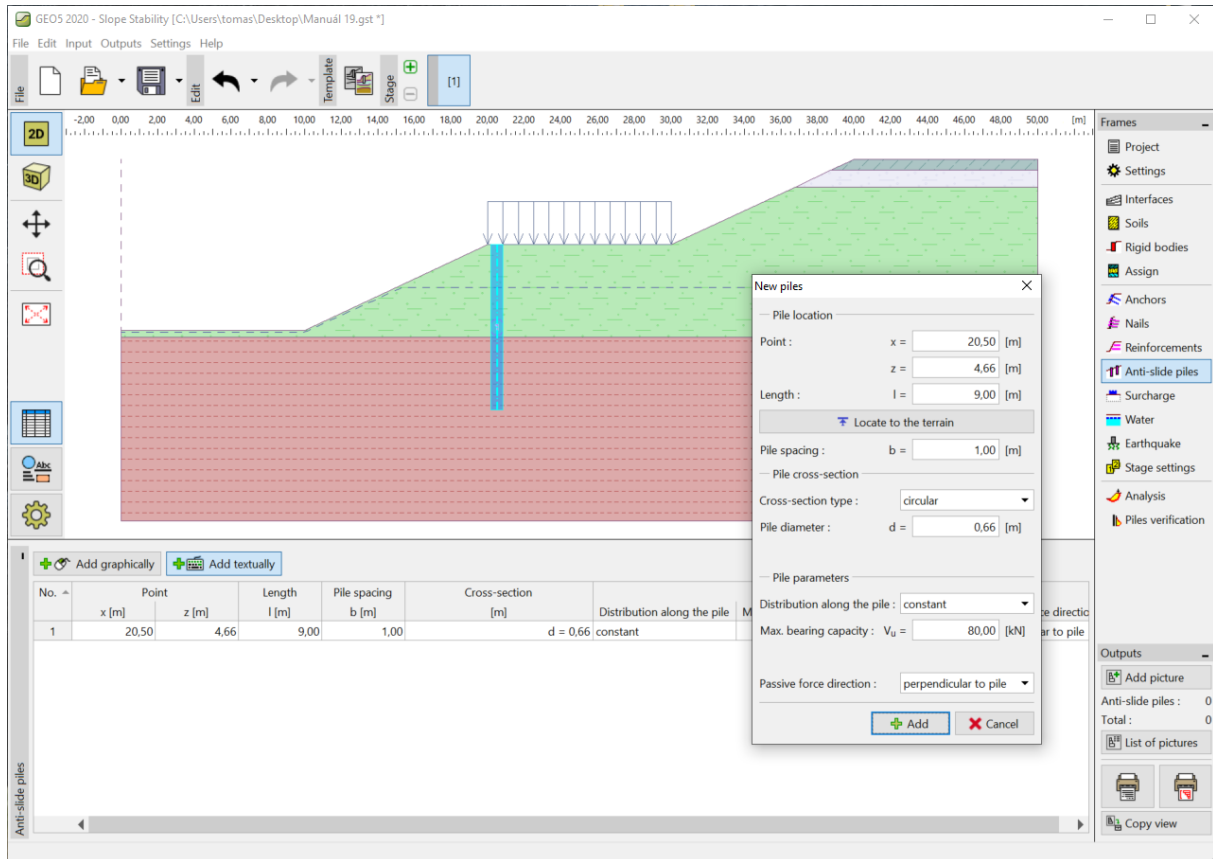 GEO5 2020 - Slope Stability [C:\Users\tomas\Desktop\Manuál 19.gst *]
File Edit Input Outputs Settings Help
File
Edit
Template
Stage
[1]
2D
-2,00 0,00 2,00 4,00 6,00 8,00 10,00 12,00 14,00 16,00 18,00 20,00 22,00 24,00 26,00 28,00 30,00 32,00 34,00 36,00 38,00 40,00 42,00 44,00 46,00 48,00 50,00 [m]
3D
Abc
Frames
Project
Settings
Interfaces
Soils
Rigid bodies
Assign
Anchors
Nails
Reinforcements
Anti-slide piles
Surcharge
Water
Earthquake
Stage settings
Analysis
Piles verification
New piles
Pile location
Point : x = 20,50 [m]
z = 4,66 [m]
Length : l = 9,00 [m]
Locate to the terrain
Pile spacing : b = 1,00 [m]
Pile cross-section
Cross-section type : circular
Pile diameter : d = 0,66 [m]
Pile parameters
Distribution along the pile : constant
Max. bearing capacity : Vu = 80,00 [kN]
Passive force direction : perpendicular to pile
Add Cancel
Add graphically Add textually
No. Point Length Pile spacing Cross-section
x [m] z [m] l [m] b [m] [m] Distribution along the pile M ce directio
1 20,50 4,66 9,00 1,00 d = 0,66 constant ar to pile
Anti-slide piles
Outputs
Add picture
Anti-slide piles : 0
Total : 0
List of pictures
Copy view